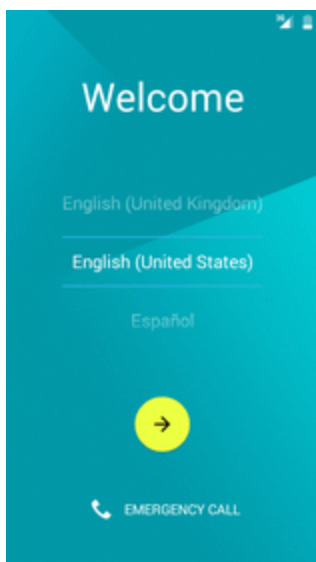 Welcome
English (United Kingdom)
English (United States)
Español
EMERGENCY CALL